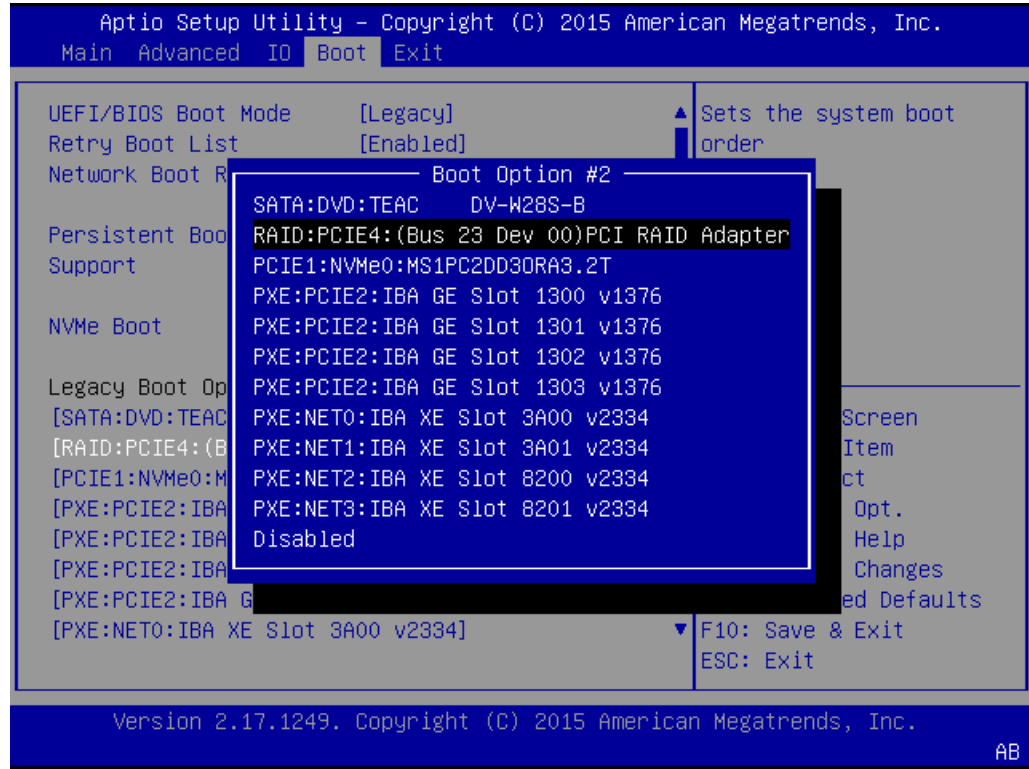 Aptio Setup Utility – Copyright (C) 2015 American Megatrends, Inc.
Main Advanced IO Boot Exit
UEFI/BIOS Boot Mode [Legacy]
Retry Boot List [Enabled]
Network Boot R
Persistent Boo
Support
NVMe Boot
Legacy Boot Op
[SATA:DVD:TEAC
[RAID:PCIE4:(B
[PCIE1:NVMe0:M
[PXE:PCIE2:IBA
[PXE:PCIE2:IBA
[PXE:PCIE2:IBA
[PXE:PCIE2:IBA G
[PXE:NET0:IBA XE Slot 3A00 v2334]
Boot Option #2
SATA:DVD:TEAC DV-W28S-B
RAID:PCIE4:(Bus 23 Dev 00)PCI RAID Adapter
PCIE1:NVMe0:MS1PC2DD3ORA3.2T
PXE:PCIE2:IBA GE Slot 1300 v1376
PXE:PCIE2:IBA GE Slot 1301 v1376
PXE:PCIE2:IBA GE Slot 1302 v1376
PXE:PCIE2:IBA GE Slot 1303 v1376
PXE:NET0:IBA XE Slot 3A00 v2334
PXE:NET1:IBA XE Slot 3A01 v2334
PXE:NET2:IBA XE Slot 8200 v2334
PXE:NET3:IBA XE Slot 8201 v2334
Disabled
Sets the system boot
order
Screen
Item
ct
Opt.
Help
Changes
ed Defaults
F10: Save & Exit
ESC: Exit
Version 2.17.1249. Copyright (C) 2015 American Megatrends, Inc.
AB